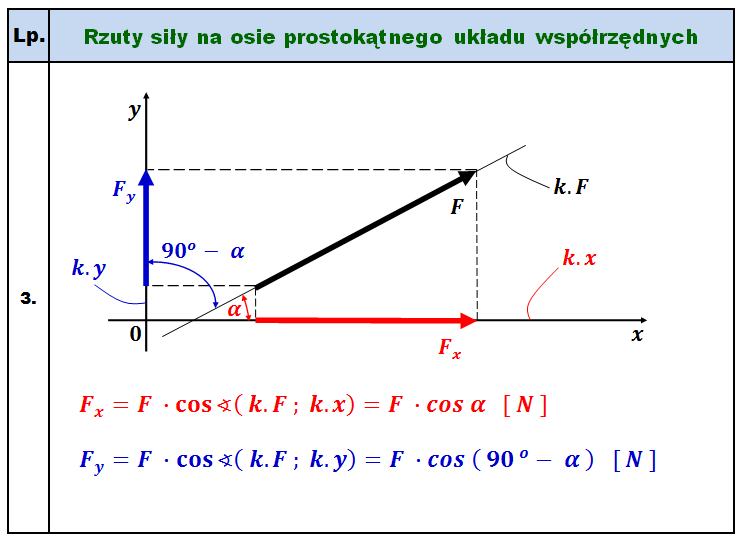 Lp. Rzuty siły na osie prostokątnego układu współrzędnych
3.
y
k.F
F_y
F
90° − α
k.y
k.x
α
0
x
F_x
F_x = F · cos ∢( k.F ; k.x) = F · cos α [ N ]
F_y = F · cos ∢( k.F ; k.y) = F · cos ( 90 ° − α ) [ N ]